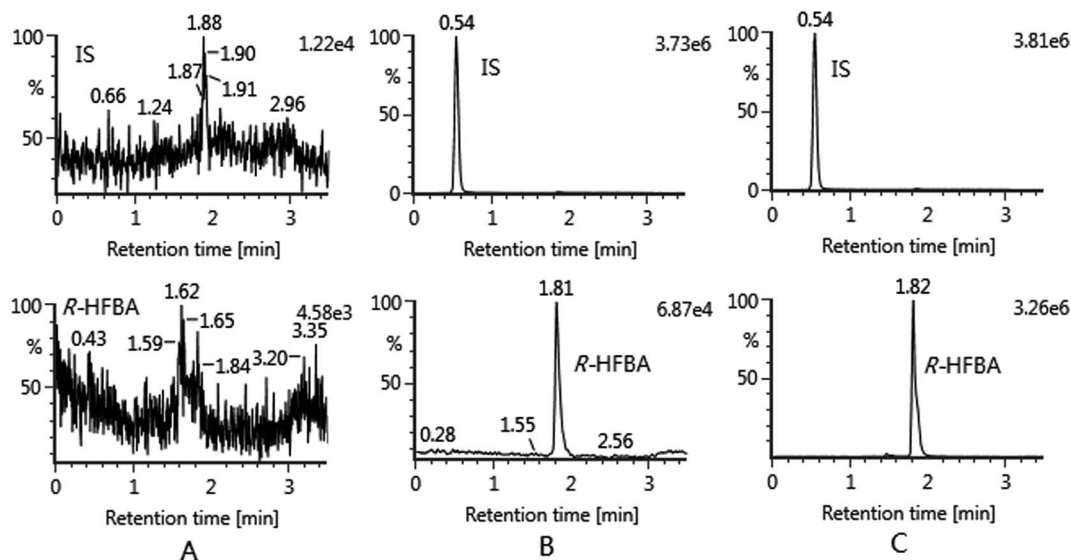 1.88
100
IS
1.22e4
%
1.90
1.87
1.91
0.66
1.24
2.96
50
0 1 2 3
Retention time [min]
0.54
100
3.73e6
%
IS
50
0
0 1 2 3
Retention time [min]
0.54
100
3.81e6
%
IS
50
0
0 1 2 3
Retention time [min]
1.62
100
R-HFBA
4.58e3
1.65
3.35
0.43
1.59
%
1.84
3.20
50
0 1 2 3
Retention time [min]
A
1.81
100
6.87e4
%
R-HFBA
50
0.28
1.55
2.56
0 1 2 3
Retention time [min]
B
1.82
100
3.26e6
%
R-HFBA
50
0 1 2 3
Retention time [min]
C